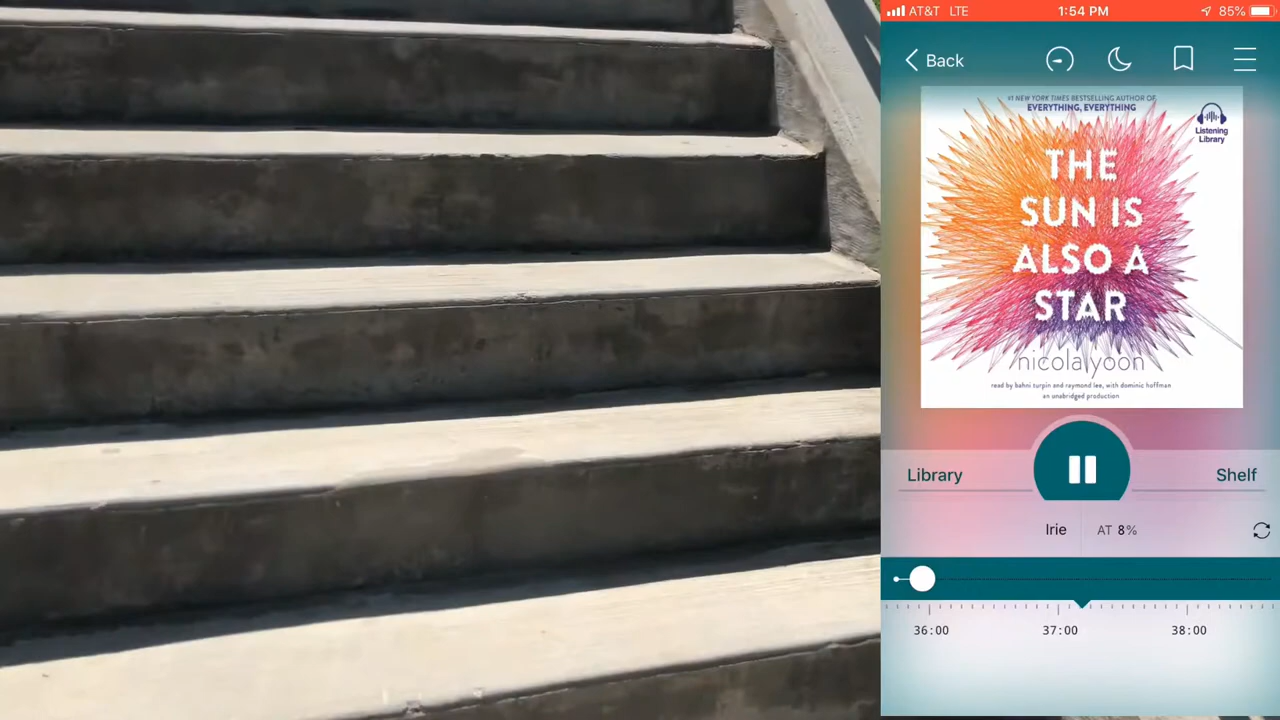 AT&T LTE 1:54 PM 85%
Back
#1 NEW YORK TIMES BESTSELLING AUTHOR OF
EVERYTHING, EVERYTHING
Listening
Library
THE
SUN IS
ALSO A
STAR
nicola yoon
read by bahni turpin and raymond lee, with dominic hoffman
an unabridged production
Library Shelf
Irie AT 8%
36:00 37:00 38:00